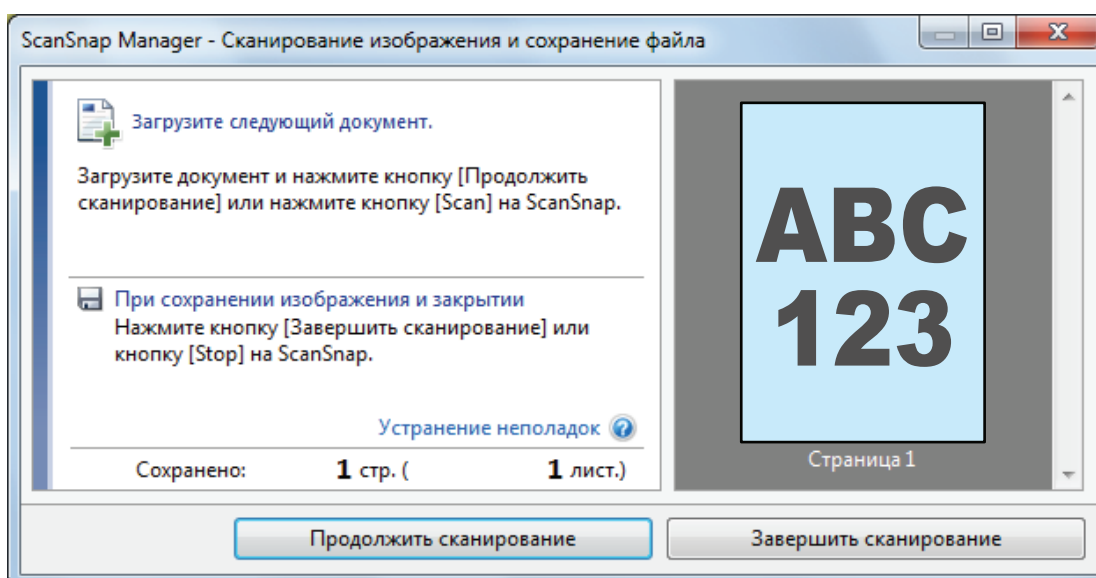 ScanSnap Manager - Сканирование изображения и сохранение файла
Загрузите следующий документ.
Загрузите документ и нажмите кнопку [Продолжить
сканирование] или нажмите кнопку [Scan] на ScanSnap.
При сохранении изображения и закрытии
Нажмите кнопку [Завершить сканирование] или
кнопку [Stop] на ScanSnap.
Устранение неполадок
Сохранено: 1 стр. ( 1 лист.)
ABC
123
Страница 1
Продолжить сканирование
Завершить сканирование